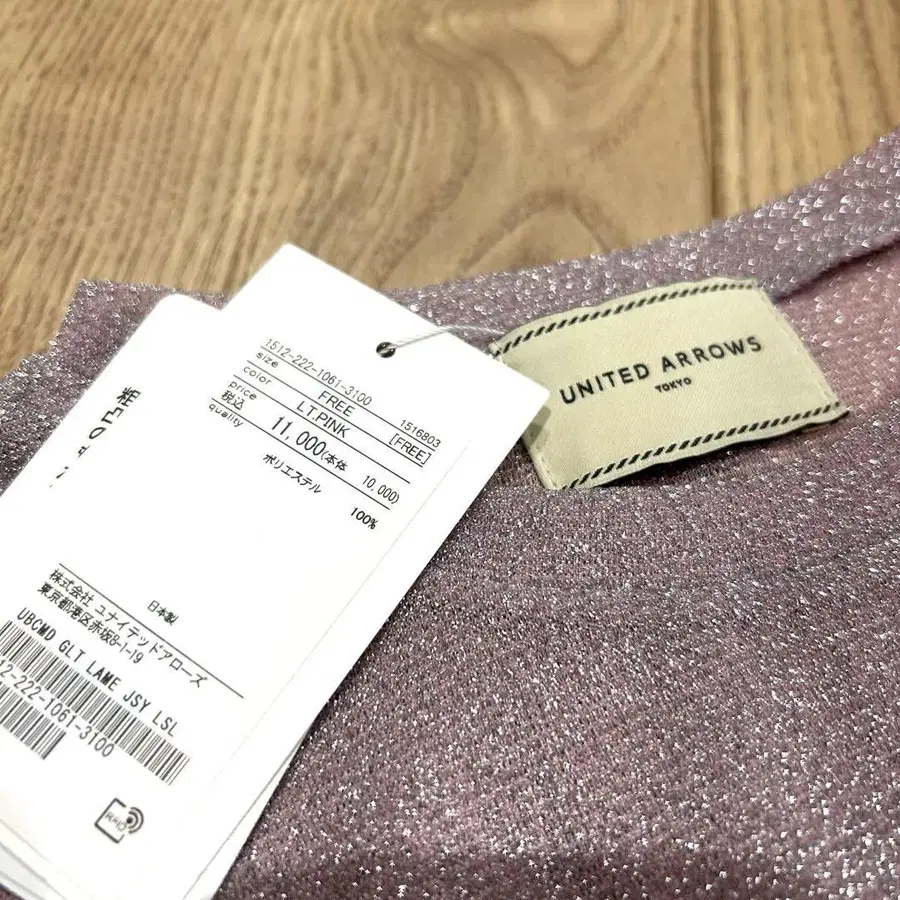 UNITED ARROWS
TOKYO
1512-222-1061-3100
size FREE 1516803
color LT.PINK [FREE]
price
税込 11,000(本体 10,000)
quality
ポリエステル
100%
日本製
株式会社 ユナイテッドアローズ
東京都港区赤坂8-1-19
UBCMD GLT LAME JSY LSL
1512-222-1061-3100